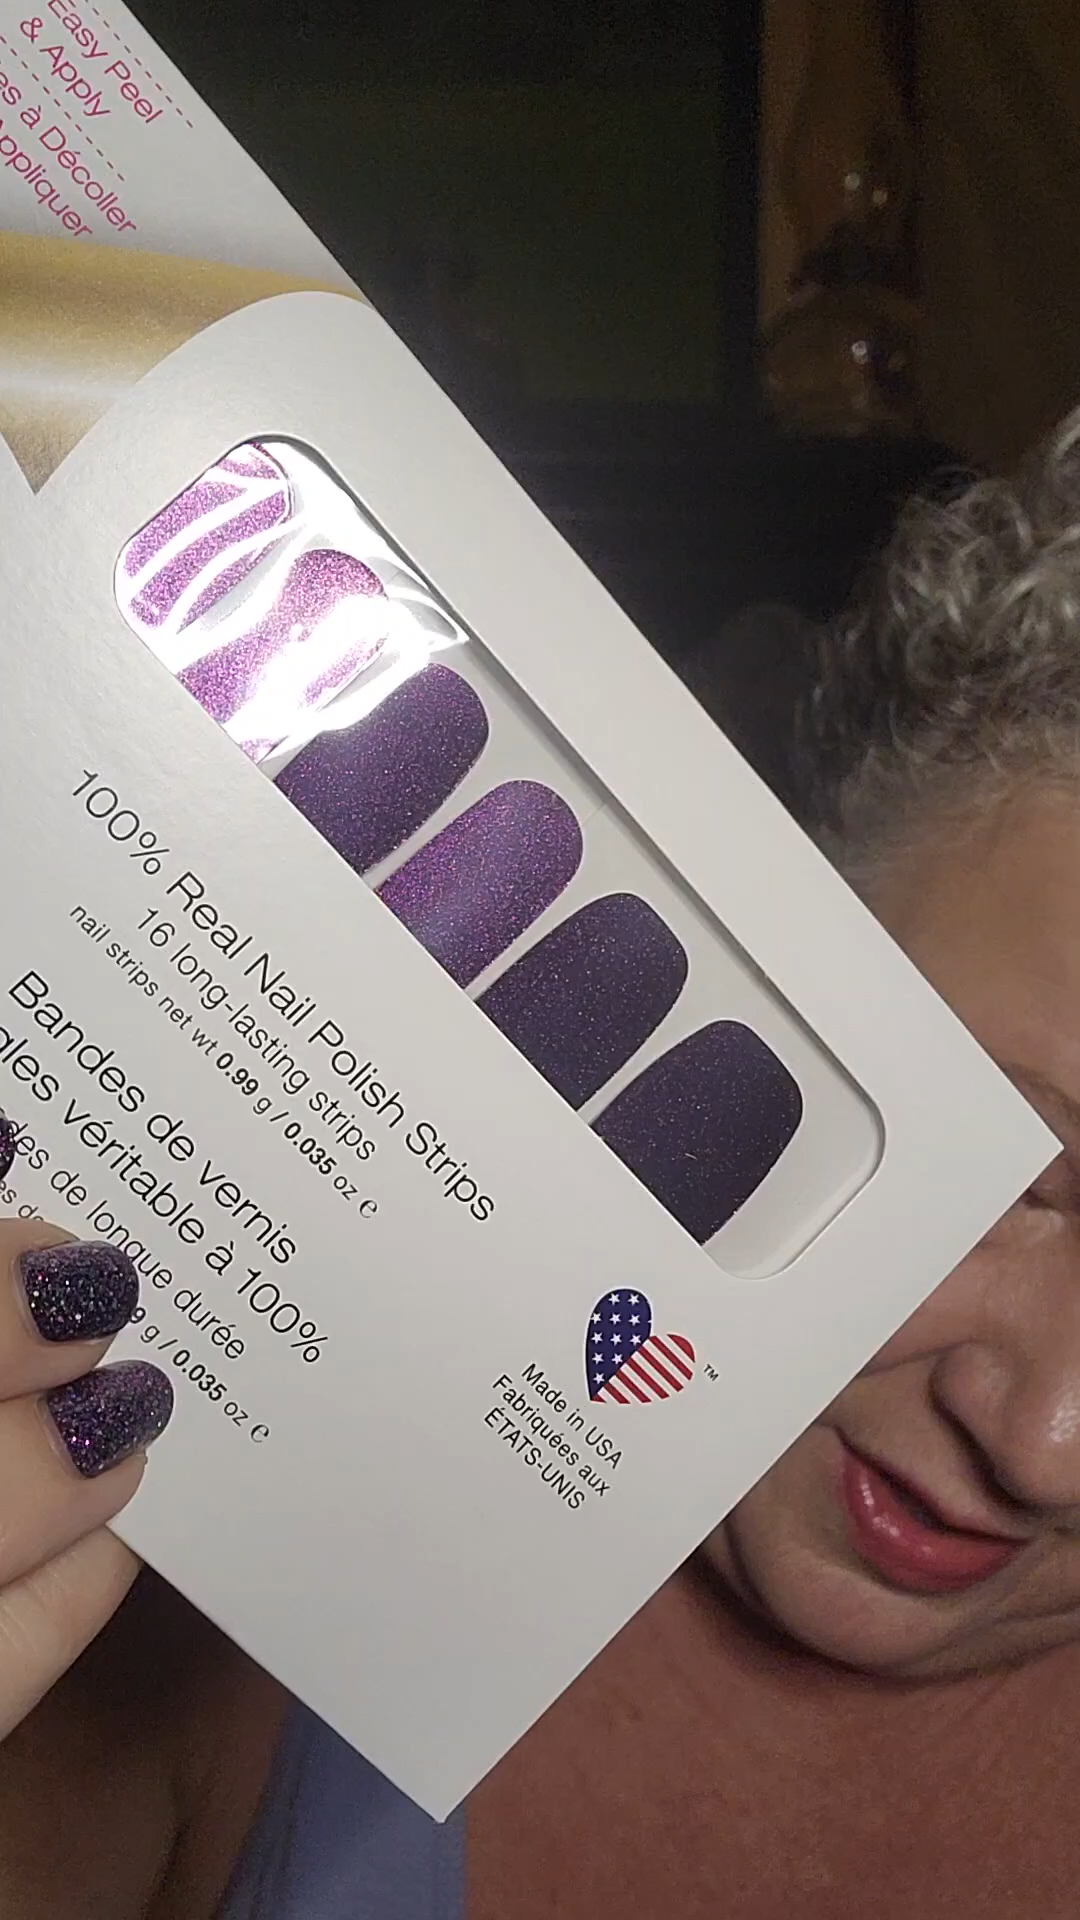 Easy Peel
& Apply
à Décoller
Appliquer
100% Real Nail Polish Strips
16 long-lasting strips
nail strips net wt 0.99 g / 0.035 oz e
Bandes de vernis
véritable à 100%
de longue durée
g / 0.035 oz e
TM
Made in USA
Fabriquées aux
ÉTATS-UNIS